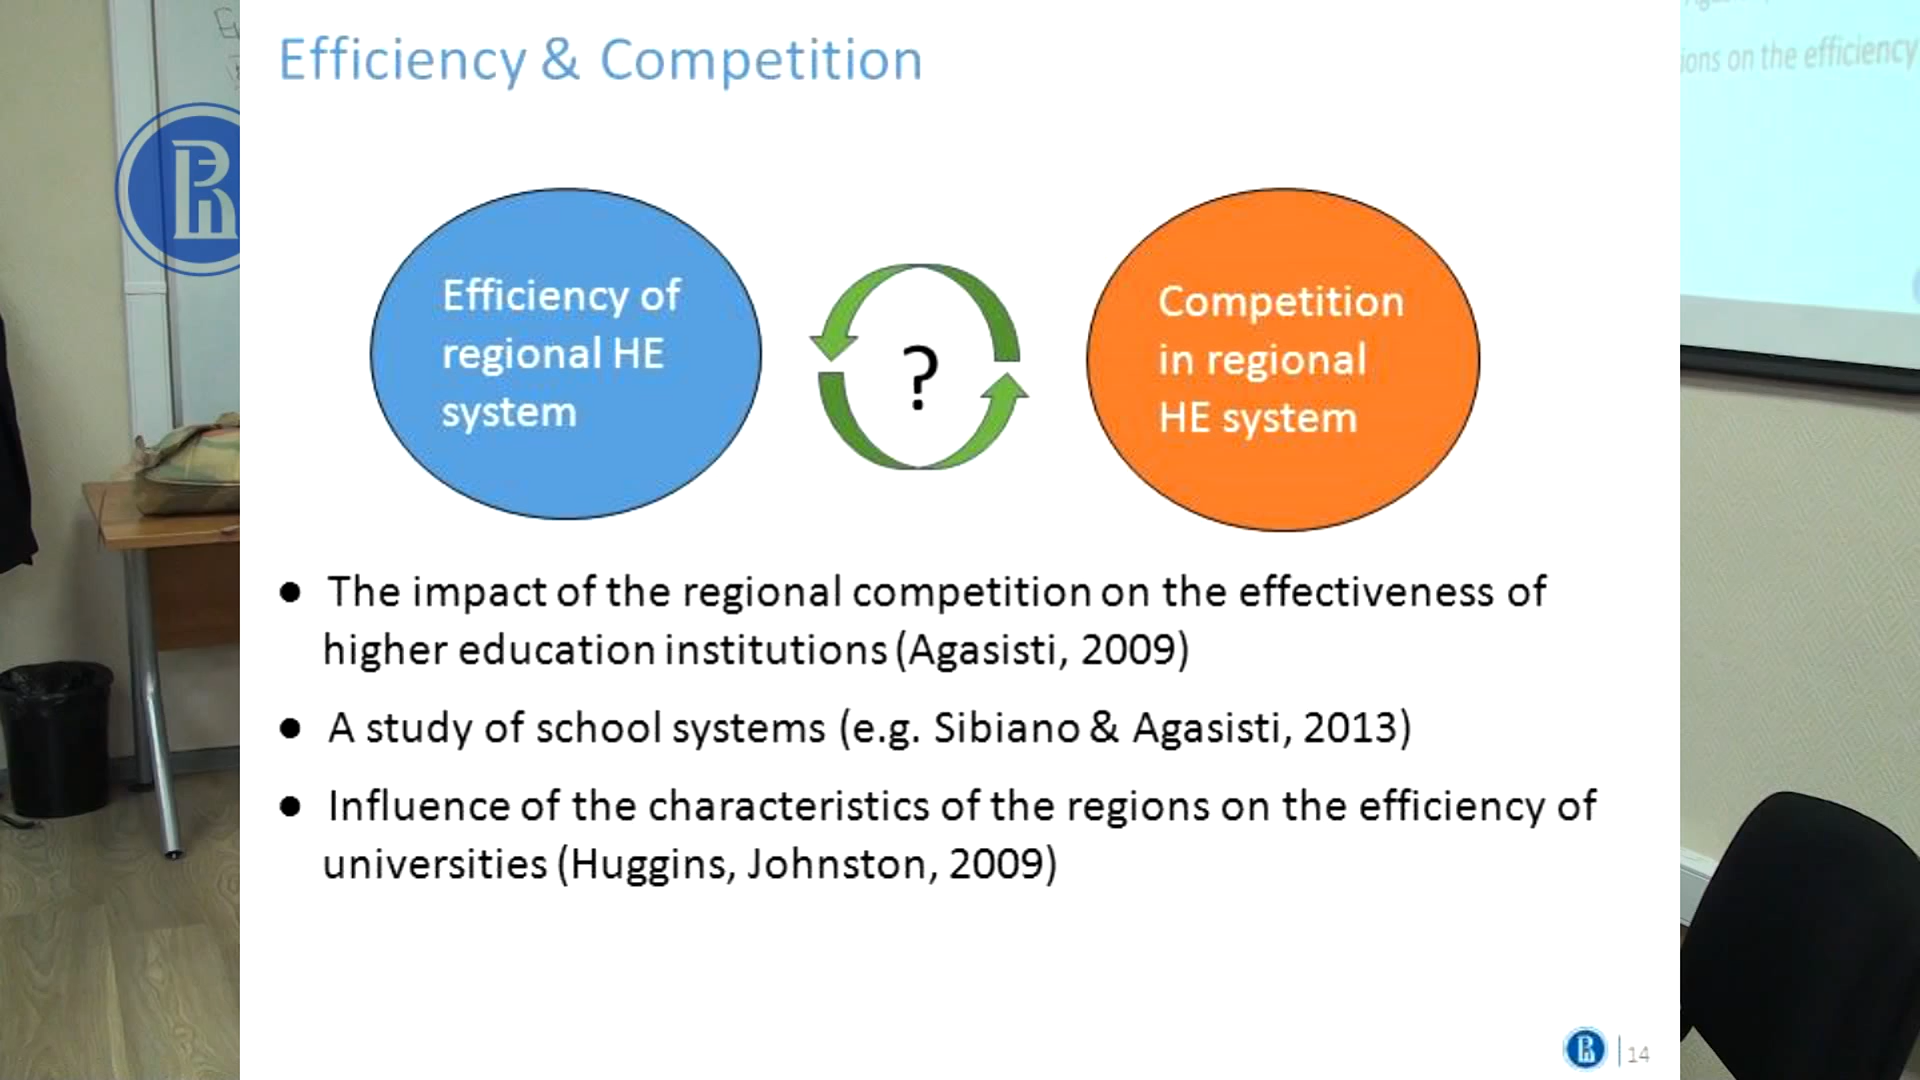 Efficiency & Competition
Efficiency of
regional HE
system
?
Competition
in regional
HE system
● The impact of the regional competition on the effectiveness of
higher education institutions (Agasisti, 2009)
● A study of school systems (e.g. Sibiano & Agasisti, 2013)
● Influence of the characteristics of the regions on the efficiency of
universities (Huggins, Johnston, 2009)
14
ions on the efficiency